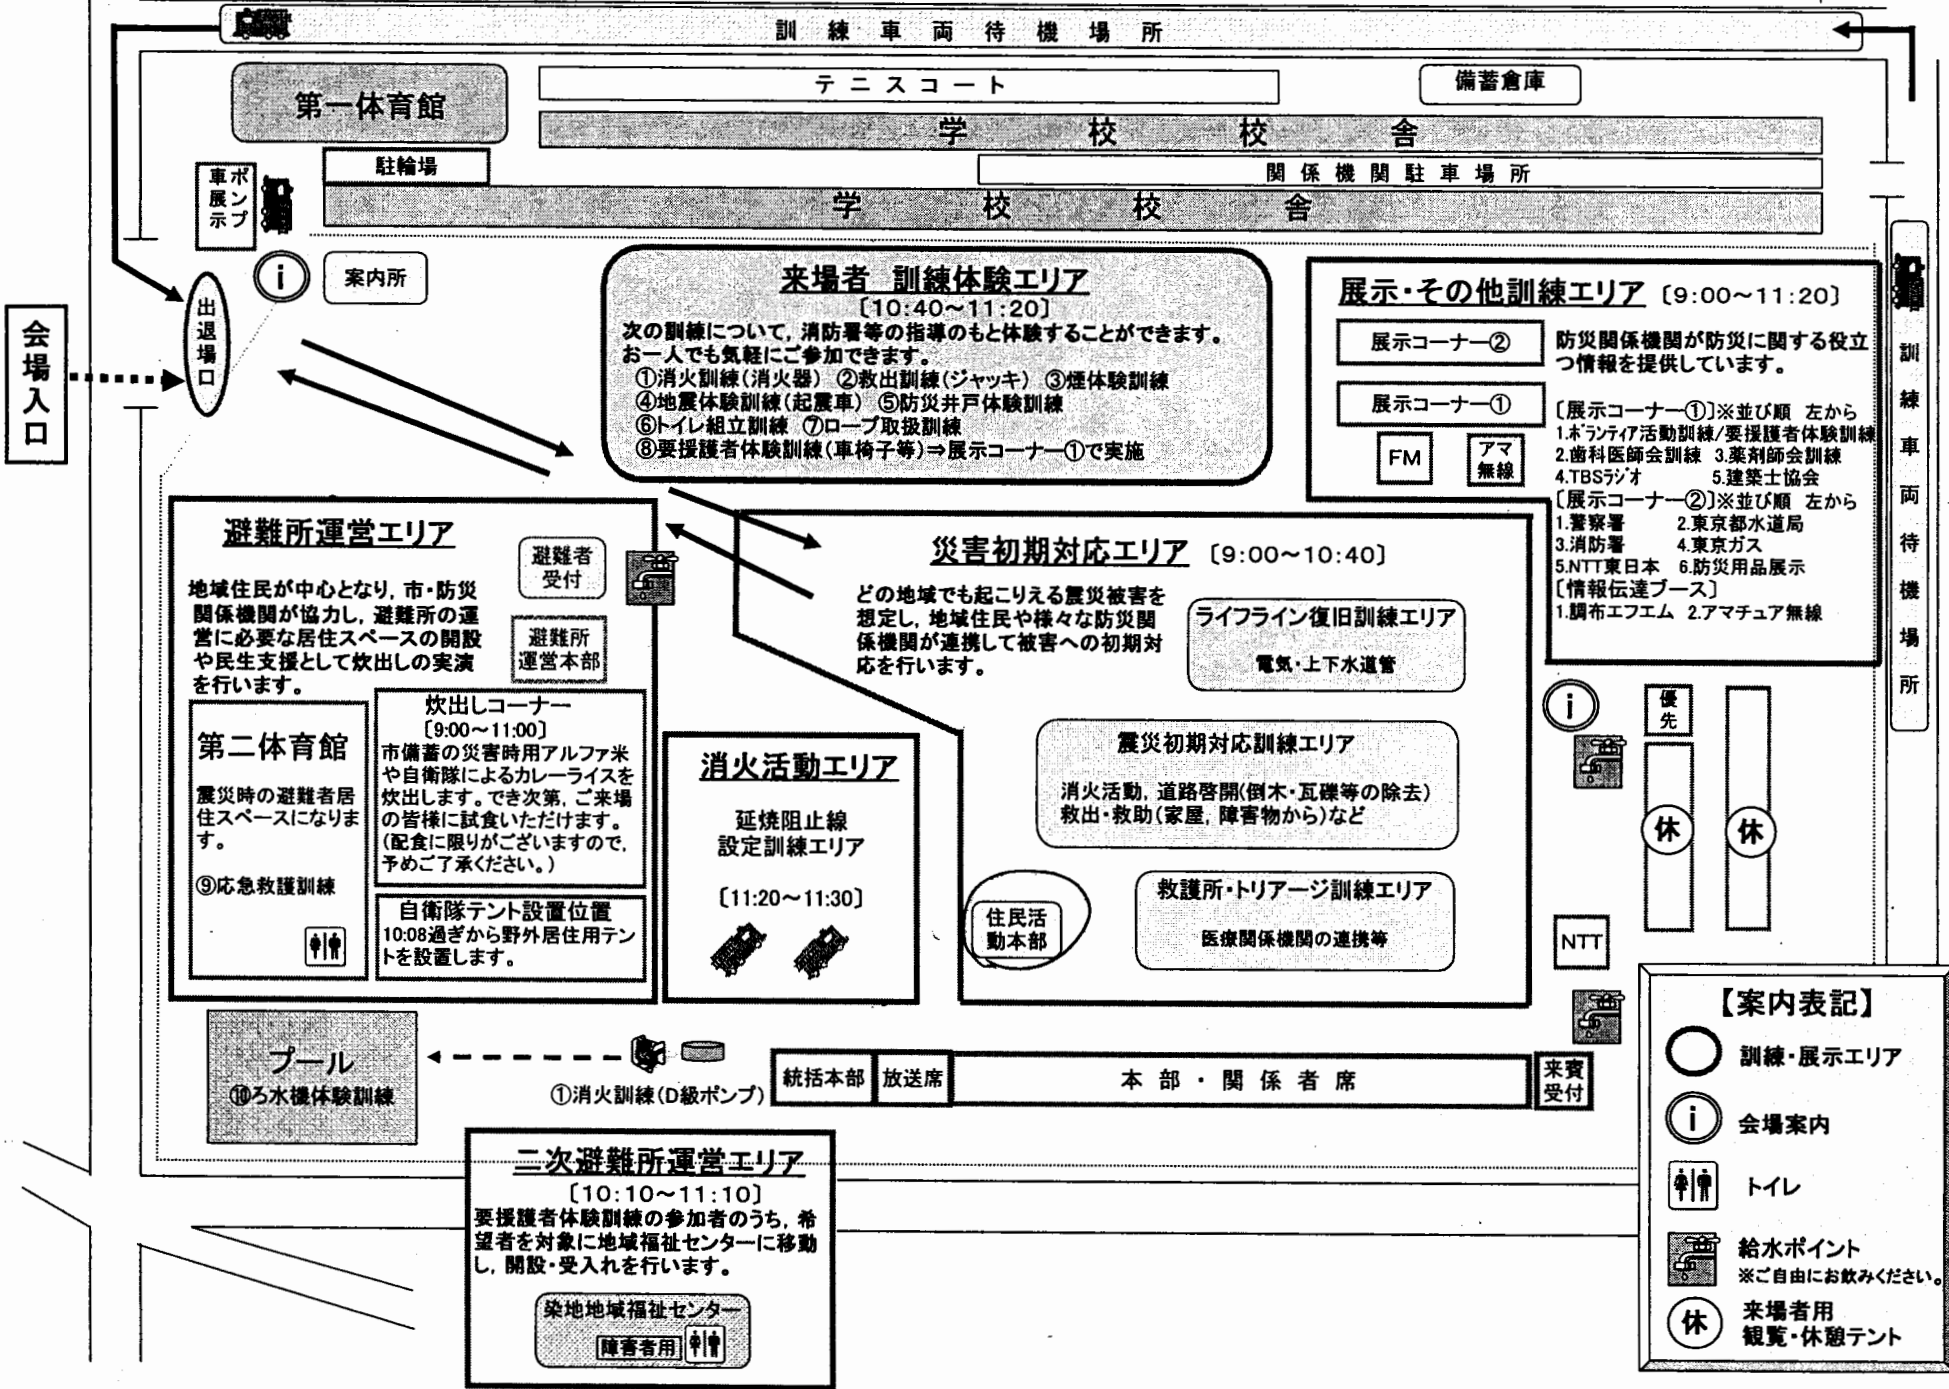 訓練車両待機場所
テニスコート
備蓄倉庫
第一体育館
学校校舎
駐輪場
関係機関駐車場所
学校校舎
ポンプ
車展示
i
案内所
出退場口
会場入口
来場者 訓練体験エリア
〔10:40～11:20〕
次の訓練について,消防署等の指導のもと体験することができます。
お一人でも気軽にご参加できます。
①消火訓練(消火器) ②救出訓練(ジャッキ) ③煙体験訓練
④地震体験訓練(起震車) ⑤防災井戸体験訓練
⑥トイレ組立訓練 ⑦ロープ取扱訓練
⑧要援護者体験訓練(車椅子等)⇒展示コーナー①で実施
展示・その他訓練エリア〔9:00～11:20〕
展示コーナー②
展示コーナー①
FM
アマ
無線
防災関係機関が防災に関する役立
つ情報を提供しています。
〔展示コーナー①〕※並び順 左から
1.ボランティア活動訓練/要援護者体験訓練
2.歯科医師会訓練 3.薬剤師会訓練
4.TBSラジオ 5.建築士協会
〔展示コーナー②〕※並び順 左から
1.警察署 2.東京都水道局
3.消防署 4.東京ガス
5.NTT東日本 6.防災用品展示
〔情報伝達ブース〕
1.調布エフエム 2.アマチュア無線
訓練車両待機場所
避難所運営エリア
避難者
受付
地域住民が中心となり,市・防災
関係機関が協力し,避難所の運
営に必要な居住スペースの開設
や民生支援として炊出しの実演
を行います。
避難所
運営本部
第二体育館
震災時の避難者居
住スペースになりま
す。
⑨応急救護訓練
炊出しコーナー
〔9:00～11:00〕
市備蓄の災害時用アルファ米
や自衛隊によるカレーライスを
炊出します。でき次第,ご来場
の皆様に試食いただけます。
(配食に限りがございますので,
予めご了承ください。)
自衛隊テント設置位置
10:08過ぎから野外居住用テン
トを設置します。
消火活動エリア
延焼阻止線
設定訓練エリア
〔11:20～11:30〕
災害初期対応エリア〔9:00～10:40〕
どの地域でも起こりえる震災被害を
想定し,地域住民や様々な防災関
係機関が連携して被害への初期対
応を行います。
ライフライン復旧訓練エリア
電気・上下水道管
震災初期対応訓練エリア
消火活動,道路啓開(倒木・瓦礫等の除去)
救出・救助(家屋,障害物から)など
住民活
動本部
救護所・トリアージ訓練エリア
医療関係機関の連携等
i
優先
休
休
NTT
プール
⑩ろ水機体験訓練
①消火訓練(D級ポンプ)
統括本部
放送席
本部・関係者席
来賓
受付
二次避難所運営エリア
〔10:10～11:10〕
要援護者体験訓練の参加者のうち,希
望者を対象に地域福祉センターに移動
し,開設・受入れを行います。
染地地域福祉センター
障害者用
【案内表記】
訓練・展示エリア
i
会場案内
トイレ
給水ポイント
※ご自由にお飲みください。
休
来場者用
観覧・休憩テント